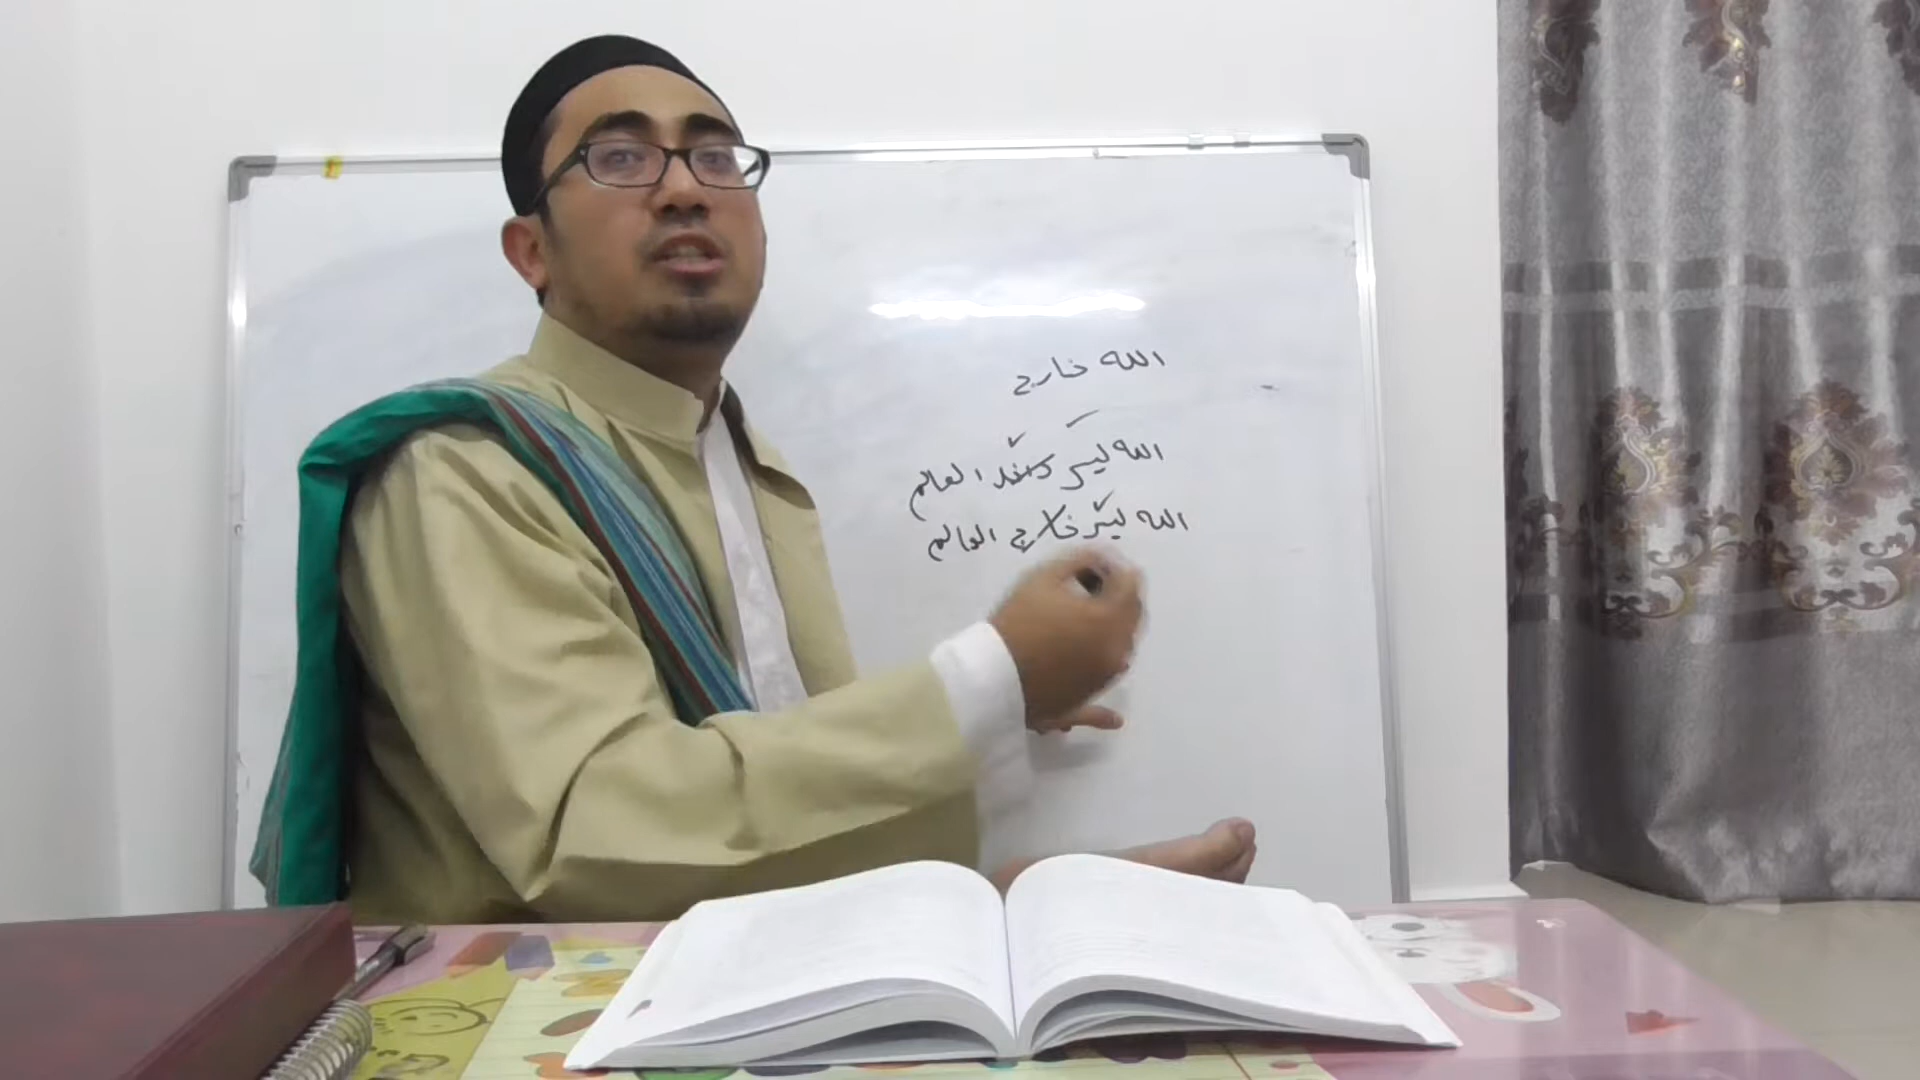 الله خارج
الله ليس داخل العالم
الله ليس خارج العالم